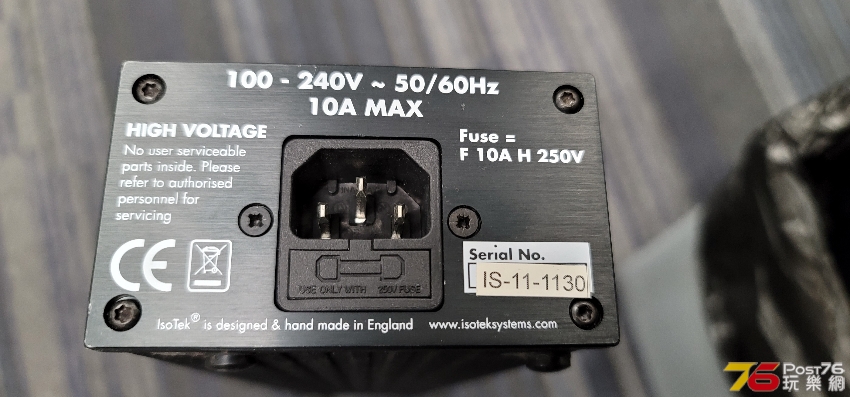 100 - 240V ~ 50/60Hz
10A MAX
HIGH VOLTAGE
No user serviceable
parts inside. Please
refer to authorised
personnel for
servicing
Fuse =
F 10A H 250V
CE
USE ONLY WITH 250V FUSE
Serial No.
IS-11-1130
IsoTek® is designed & hand made in England www.isoteksystems.com
76 Post76
玩樂網